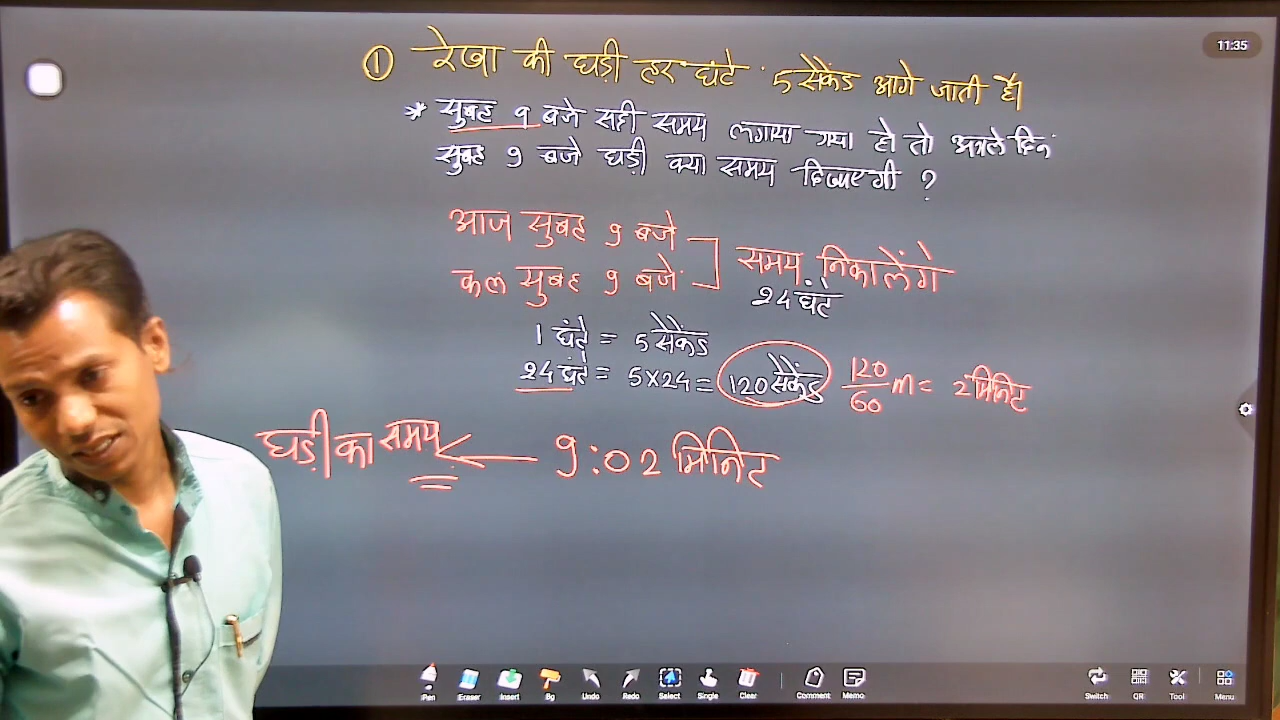 11:35
① रेखा की घड़ी हर घंटे 5 सैकेंड आगे जाती है।
* सुबह 9 बजे सही समय लगाया गया हो तो अगले दिन
सुबह 9 बजे घड़ी क्या समय दिखाएगी ?
आज सुबह 9 बजे
कल सुबह 9 बजे
समय निकालेंगे
24 घंटे
1 घंटे = 5 सैकेंड
24 घंटे = 5×24 = 120 सैकेंड 120/60 m = 2 मिनिट
घड़ी का समय ← 9:02 मिनिट
Pen Eraser Insert Bg Undo Redo Select Single Clear Comment Memo Switch QR Tool Menu